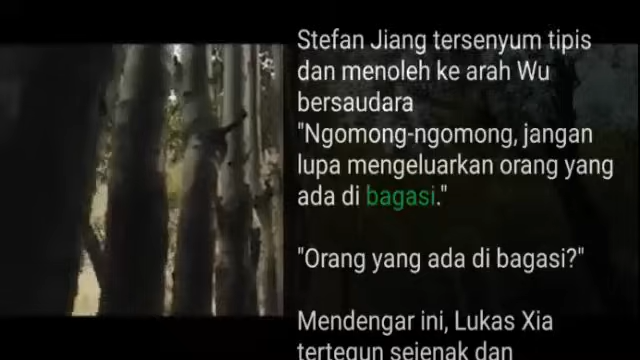 Stefan Jiang tersenyum tipis
dan menoleh ke arah Wu
bersaudara
"Ngomong-ngomong, jangan
lupa mengeluarkan orang yang
ada di bagasi."
"Orang yang ada di bagasi?"
Mendengar ini, Lukas Xia
tertegun sejenak dan